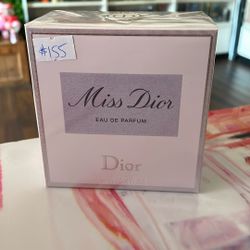 $155
Miss Dior
EAU DE PARFUM
Dior